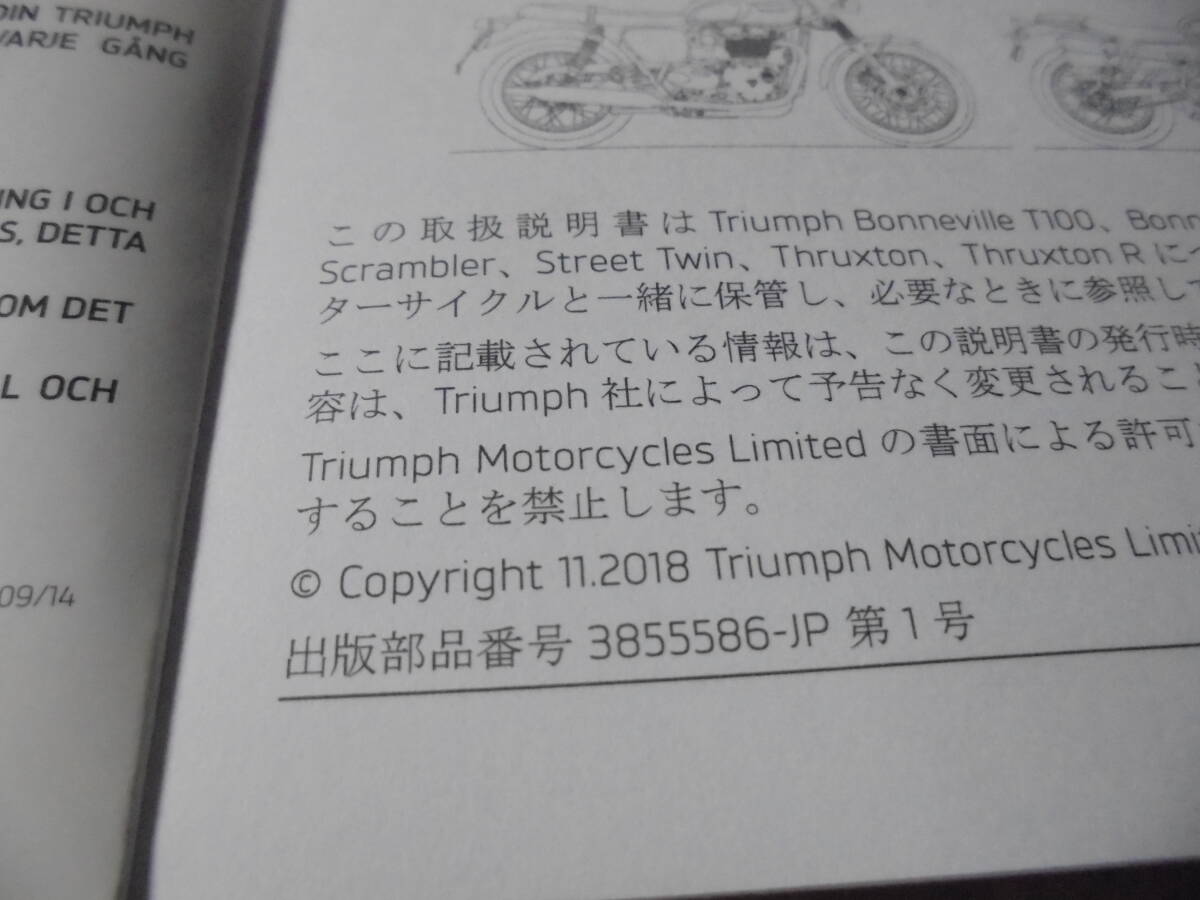 DIN TRIUMPH
VARJE GÅNG
I OCH
DETTA
OM DET
OCH
09/14
この取扱説明書は Triumph Bonneville T100、
Scrambler、Street Twin、Thruxton、Thruxton R に
ターサイクルと一緒に保管し、必要なときに参照して
ここに記載されている情報は、この説明書の発行時
容は、Triumph 社によって予告なく変更されること
Triumph Motorcycles Limited の書面による許可
することを禁止します。
© Copyright 11.2018 Triumph Motorcycles
出版部品番号 3855586-JP 第 1 号